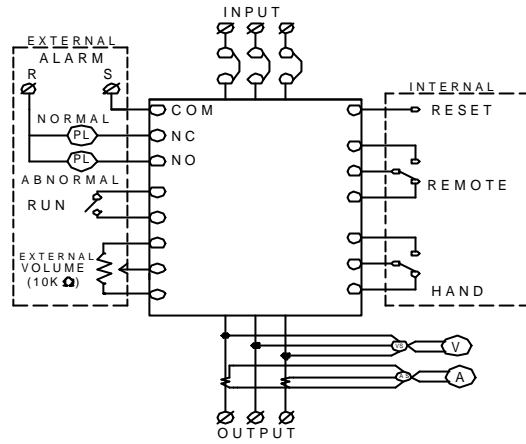 INPUT
EXTERNAL
ALARM
R S
NORMAL
PL
PL
ABNORMAL
RUN
EXTERNAL
VOLUME
(10KΩ)
COM
NC
NO
INTERNAL
RESET
REMOTE
HAND
VS V
AS A
OUTPUT